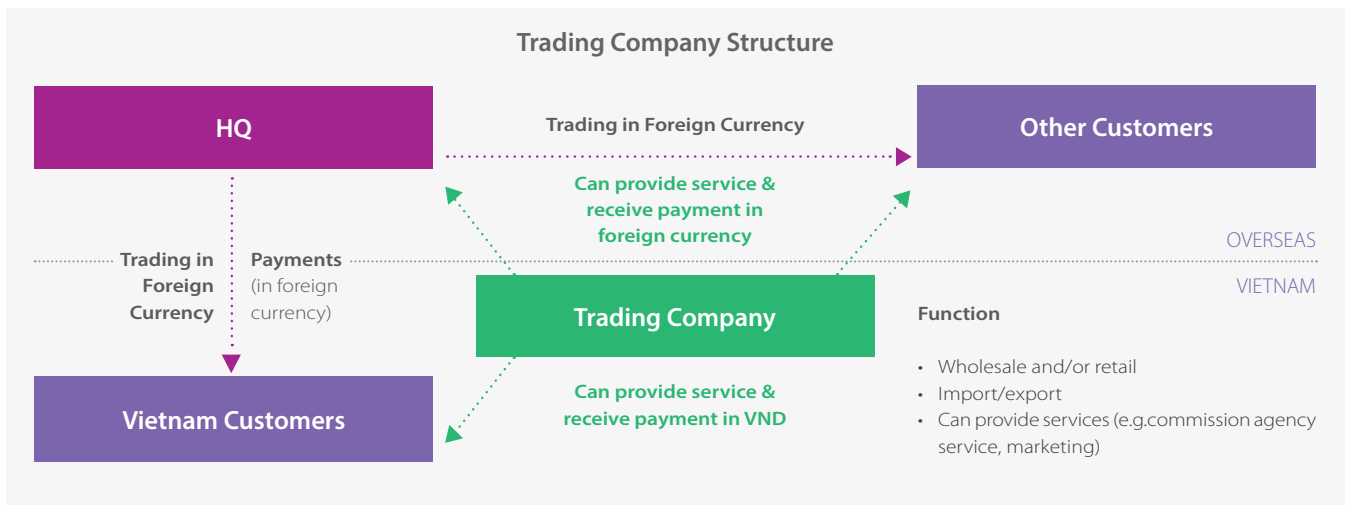 Trading Company Structure
HQ
Trading in Foreign Currency
Other Customers
Can provide service &
receive payment in
foreign currency
OVERSEAS
Trading in
Foreign
Currency
Payments
(in foreign
currency)
VIETNAM
Trading Company
Function
• Wholesale and/or retail
• Import/export
• Can provide services (e.g.commission agency
service, marketing)
Vietnam Customers
Can provide service &
receive payment in VND